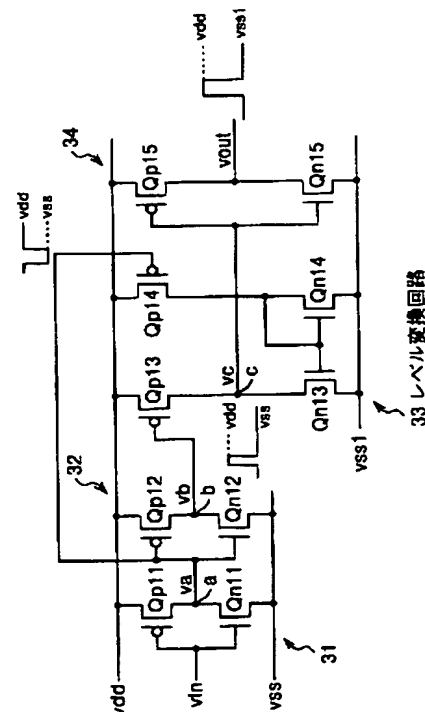 vdd
vss
vdd
vss1
34
vout
Qp15
Qn15
Qp14
Qn14
Qp13
vc
c
Qn13
33 レベル変換回路
vss1
32
vdd
vss
Qp12
vb
b
Qn12
Qp11
va
a
Qn11
vdd
vin
vss
31